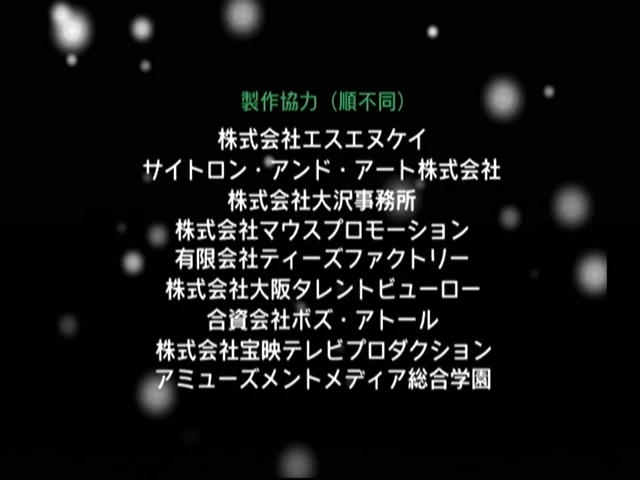 製作協力（順不同）
株式会社エスエヌケイ
サイトロン・アンド・アート株式会社
株式会社大沢事務所
株式会社マウスプロモーション
有限会社ティーズファクトリー
株式会社大阪タレントビューロー
合資会社ボズ・アトール
株式会社宝映テレビプロダクション
アミューズメントメディア総合学園